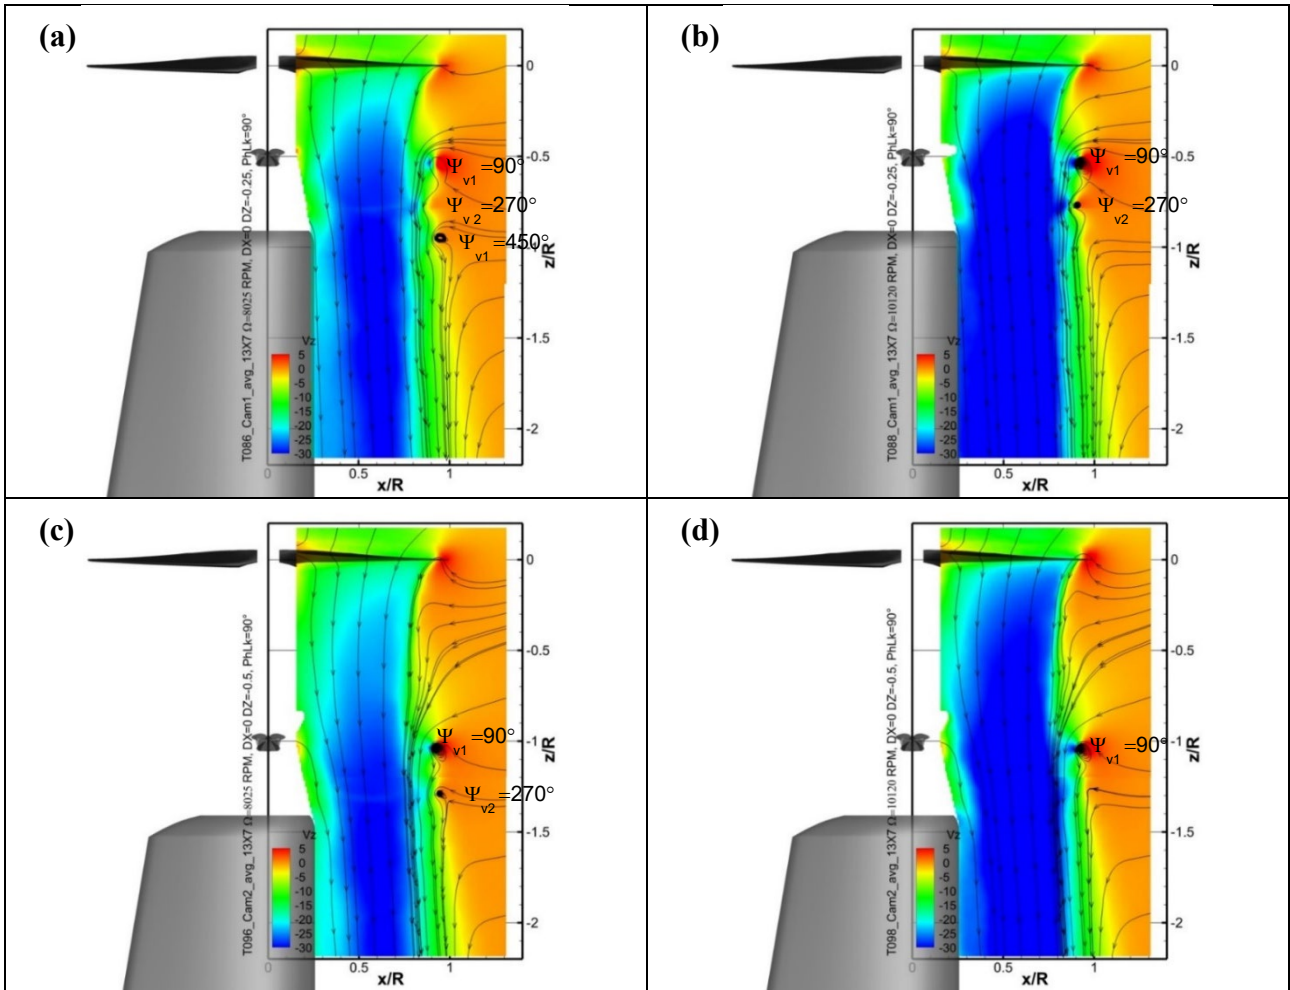 (a)
0
-0.5
Ψv1 =90°
Ψv2 =270°
Ψv1 =450°
-1
z/R
-1.5
-2
T086_Cam1_avg_13X7 Ω=8025 RPM, DX=0 DZ=-0.25, PhLk=90°
Vz
5
0
-5
-10
-15
-20
-25
-30
0
0.5
1
x/R
(b)
0
-0.5
Ψv1 =90°
Ψv2 =270°
-1
z/R
-1.5
-2
T088_Cam1_avg_13X7 Ω=10120 RPM, DX=0 DZ=-0.25, PhLk=90°
Vz
5
0
-5
-10
-15
-20
-25
-30
0
0.5
1
x/R
(c)
0
-0.5
-1
z/R
Ψv1 =90°
Ψv2 =270°
-1.5
-2
T096_Cam2_avg_13X7 Ω=8025 RPM, DX=0 DZ=-0.5, PhLk=90°
Vz
5
0
-5
-10
-15
-20
-25
-30
0
0.5
1
x/R
(d)
0
-0.5
-1
z/R
Ψv1 =90°
-1.5
-2
T098_Cam2_avg_13X7 Ω=10120 RPM, DX=0 DZ=-0.5, PhLk=90°
Vz
5
0
-5
-10
-15
-20
-25
-30
0
0.5
1
x/R